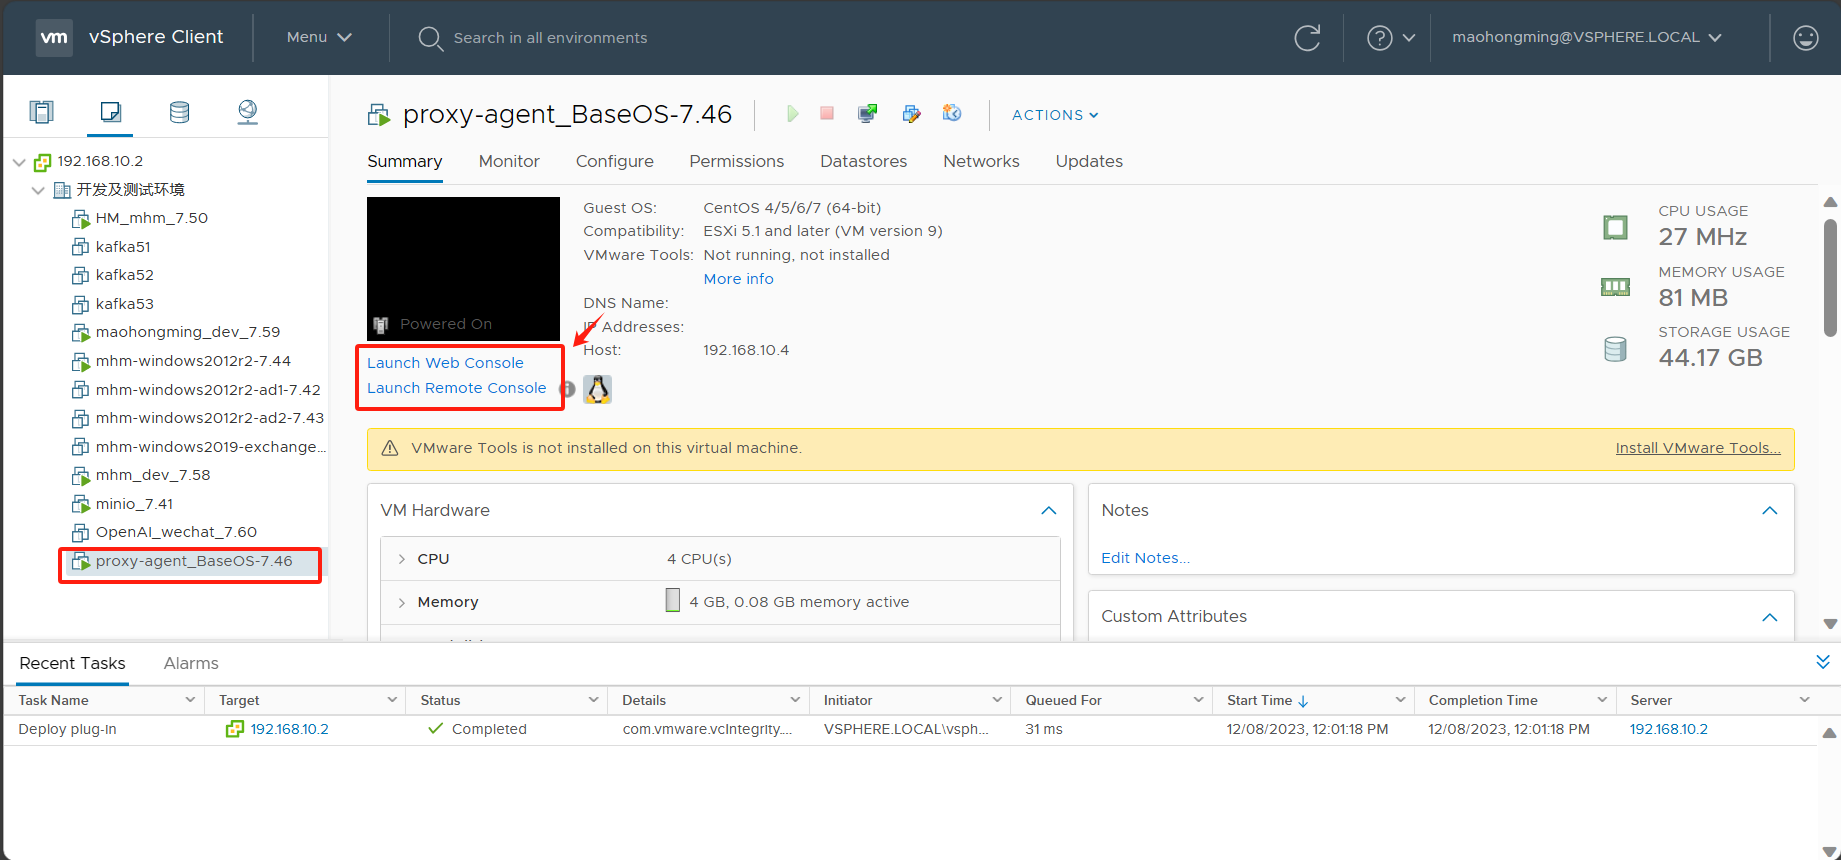 vm vSphere Client Menu Search in all environments maohongming@VSPHERE.LOCAL
192.168.10.2
开发及测试环境
HM_mhm_7.50
kafka51
kafka52
kafka53
maohongming_dev_7.59
mhm-windows2012r2-7.44
mhm-windows2012r2-ad1-7.42
mhm-windows2012r2-ad2-7.43
mhm-windows2019-exchange...
mhm_dev_7.58
minio_7.41
OpenAI_wechat_7.60
proxy-agent_BaseOS-7.46
proxy-agent_BaseOS-7.46 ACTIONS
Summary Monitor Configure Permissions Datastores Networks Updates
Powered On
Launch Web Console
Launch Remote Console
Guest OS: CentOS 4/5/6/7 (64-bit)
Compatibility: ESXi 5.1 and later (VM version 9)
VMware Tools: Not running, not installed
More info
DNS Name:
IP Addresses:
Host: 192.168.10.4
CPU USAGE
27 MHz
MEMORY USAGE
81 MB
STORAGE USAGE
44.17 GB
VMware Tools is not installed on this virtual machine. Install VMware Tools...
VM Hardware
CPU 4 CPU(s)
Memory 4 GB, 0.08 GB memory active
Notes
Edit Notes...
Custom Attributes
Recent Tasks Alarms
Task Name Target Status Details Initiator Queued For Start Time Completion Time Server
Deploy plug-in 192.168.10.2 Completed com.vmware.vcIntegrity.... VSPHERE.LOCAL\vsph... 31 ms 12/08/2023, 12:01:18 PM 12/08/2023, 12:01:18 PM 192.168.10.2